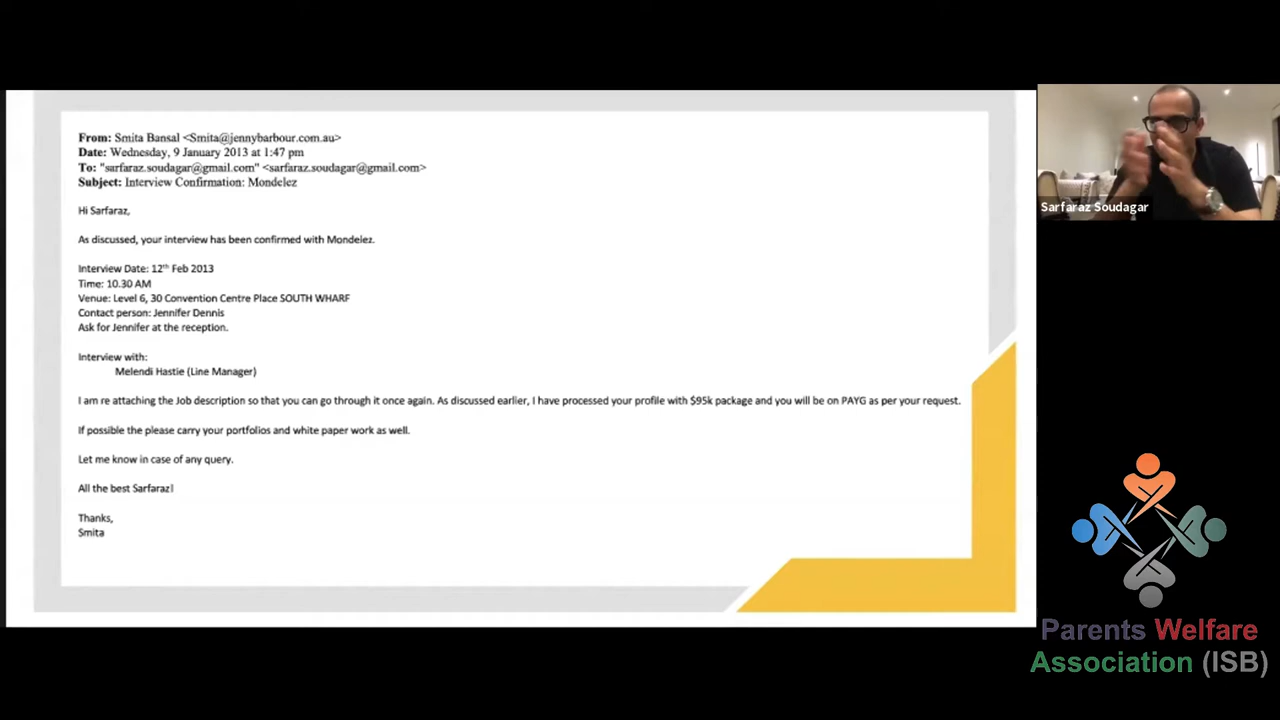 From: Smita Bansal <Smita@jennybarbour.com.au>
Date: Wednesday, 9 January 2013 at 1:47 pm
To: "sarfaraz.soudagar@gmail.com" <sarfaraz.soudagar@gmail.com>
Subject: Interview Confirmation: Mondelez
Hi Sarfaraz,
As discussed, your interview has been confirmed with Mondelez.
Interview Date: 12th Feb 2013
Time: 10.30 AM
Venue: Level 6, 30 Convention Centre Place SOUTH WHARF
Contact person: Jennifer Dennis
Ask for Jennifer at the reception.
Interview with:
Melendi Hastie (Line Manager)
I am re attaching the Job description so that you can go through it once again. As discussed earlier, I have processed your profile with $95k package and you will be on PAYG as per your request.
If possible the please carry your portfolios and white paper work as well.
Let me know in case of any query.
All the best Sarfaraz!
Thanks,
Smita
Sarfaraz Soudagar
Parents Welfare
Association (ISB)